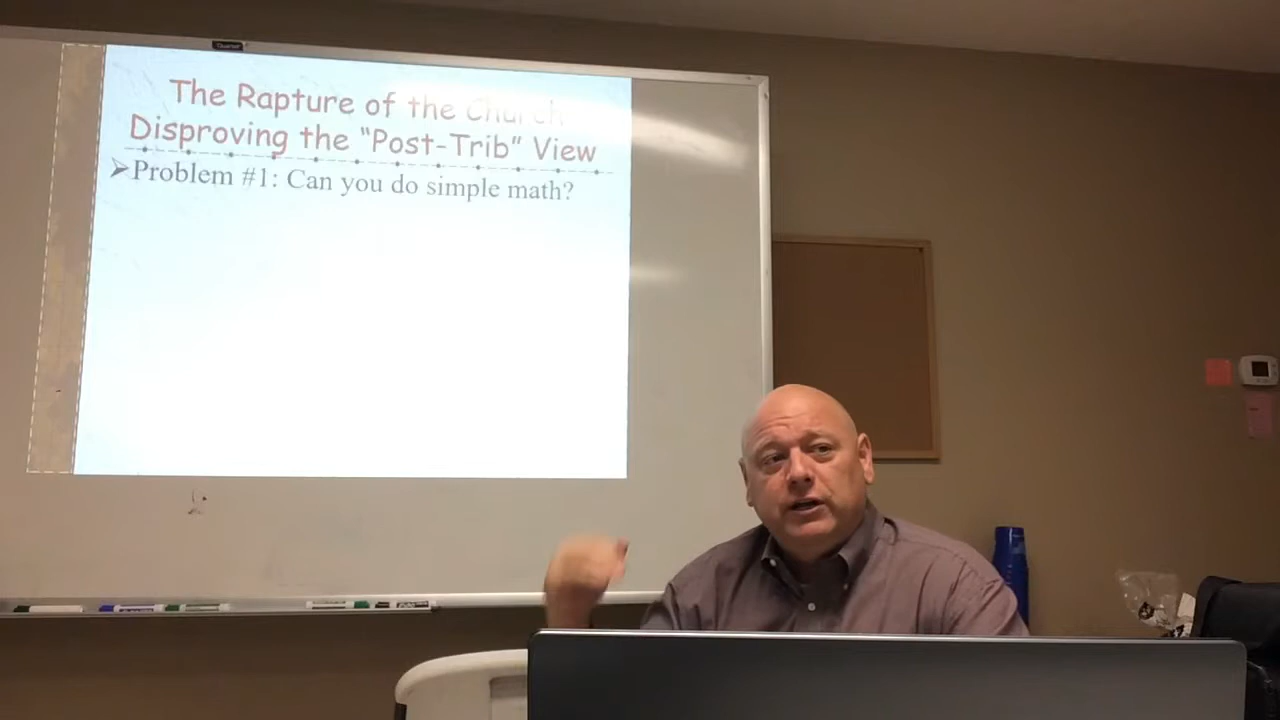 The Rapture of the Church
Disproving the "Post-Trib" View
➢Problem #1: Can you do simple math?